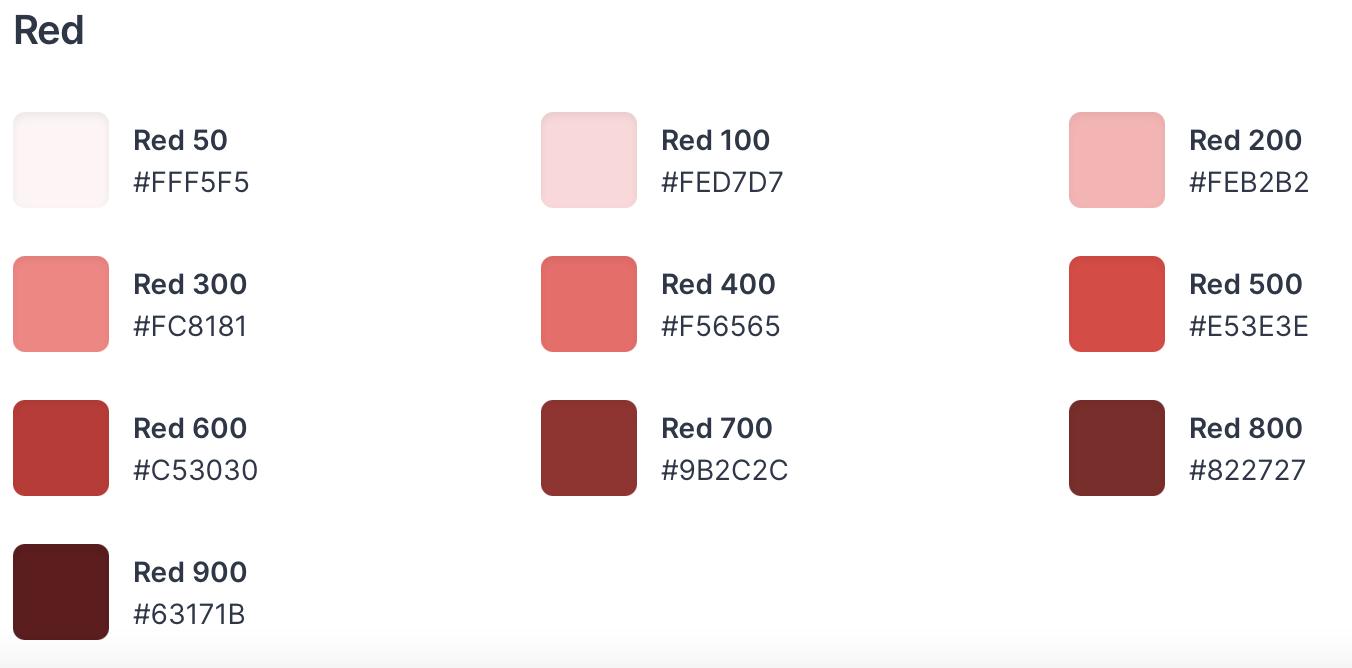 Red
Red 50
#FFF5F5
Red 100
#FED7D7
Red 200
#FEB2B2
Red 300
#FC8181
Red 400
#F56565
Red 500
#E53E3E
Red 600
#C53030
Red 700
#9B2C2C
Red 800
#822727
Red 900
#63171B